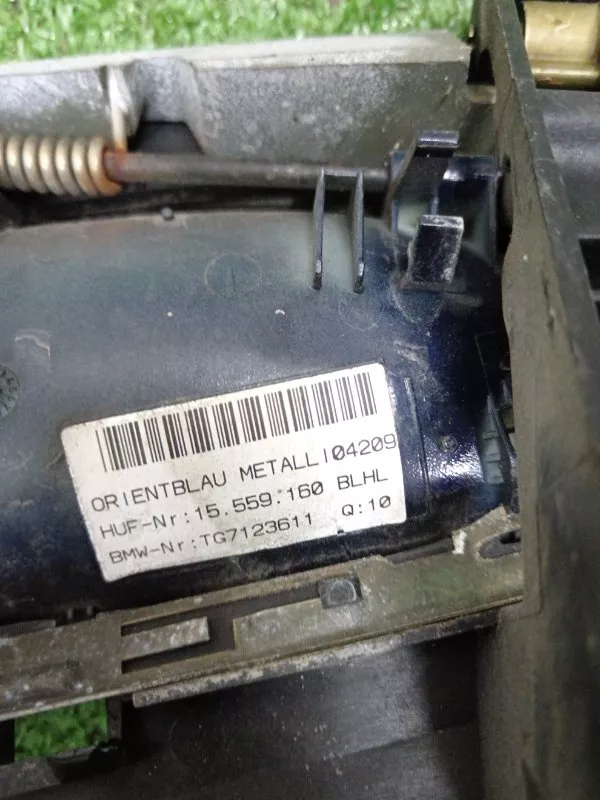 ORIENTBLAU METALLI04209
HUF-Nr:15.559.160 BLHL
BMW-Nr:TG7123611 Q:10